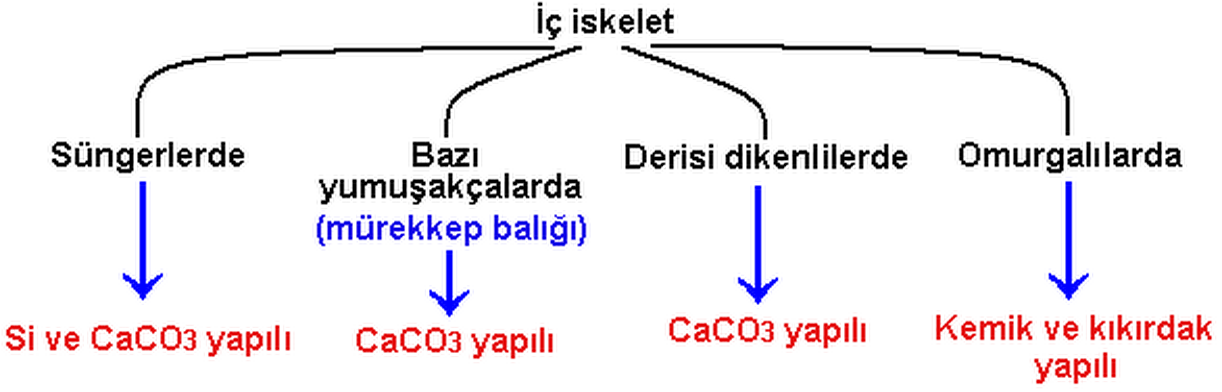 İç iskelet
Süngerlerde
Si ve CaCO3 yapılı
Bazı
yumuşakçalarda
(mürekkep balığı)
CaCO3 yapılı
Derisi dikenlilerde
CaCO3 yapılı
Omurgalılarda
Kemik ve kıkırdak
yapılı